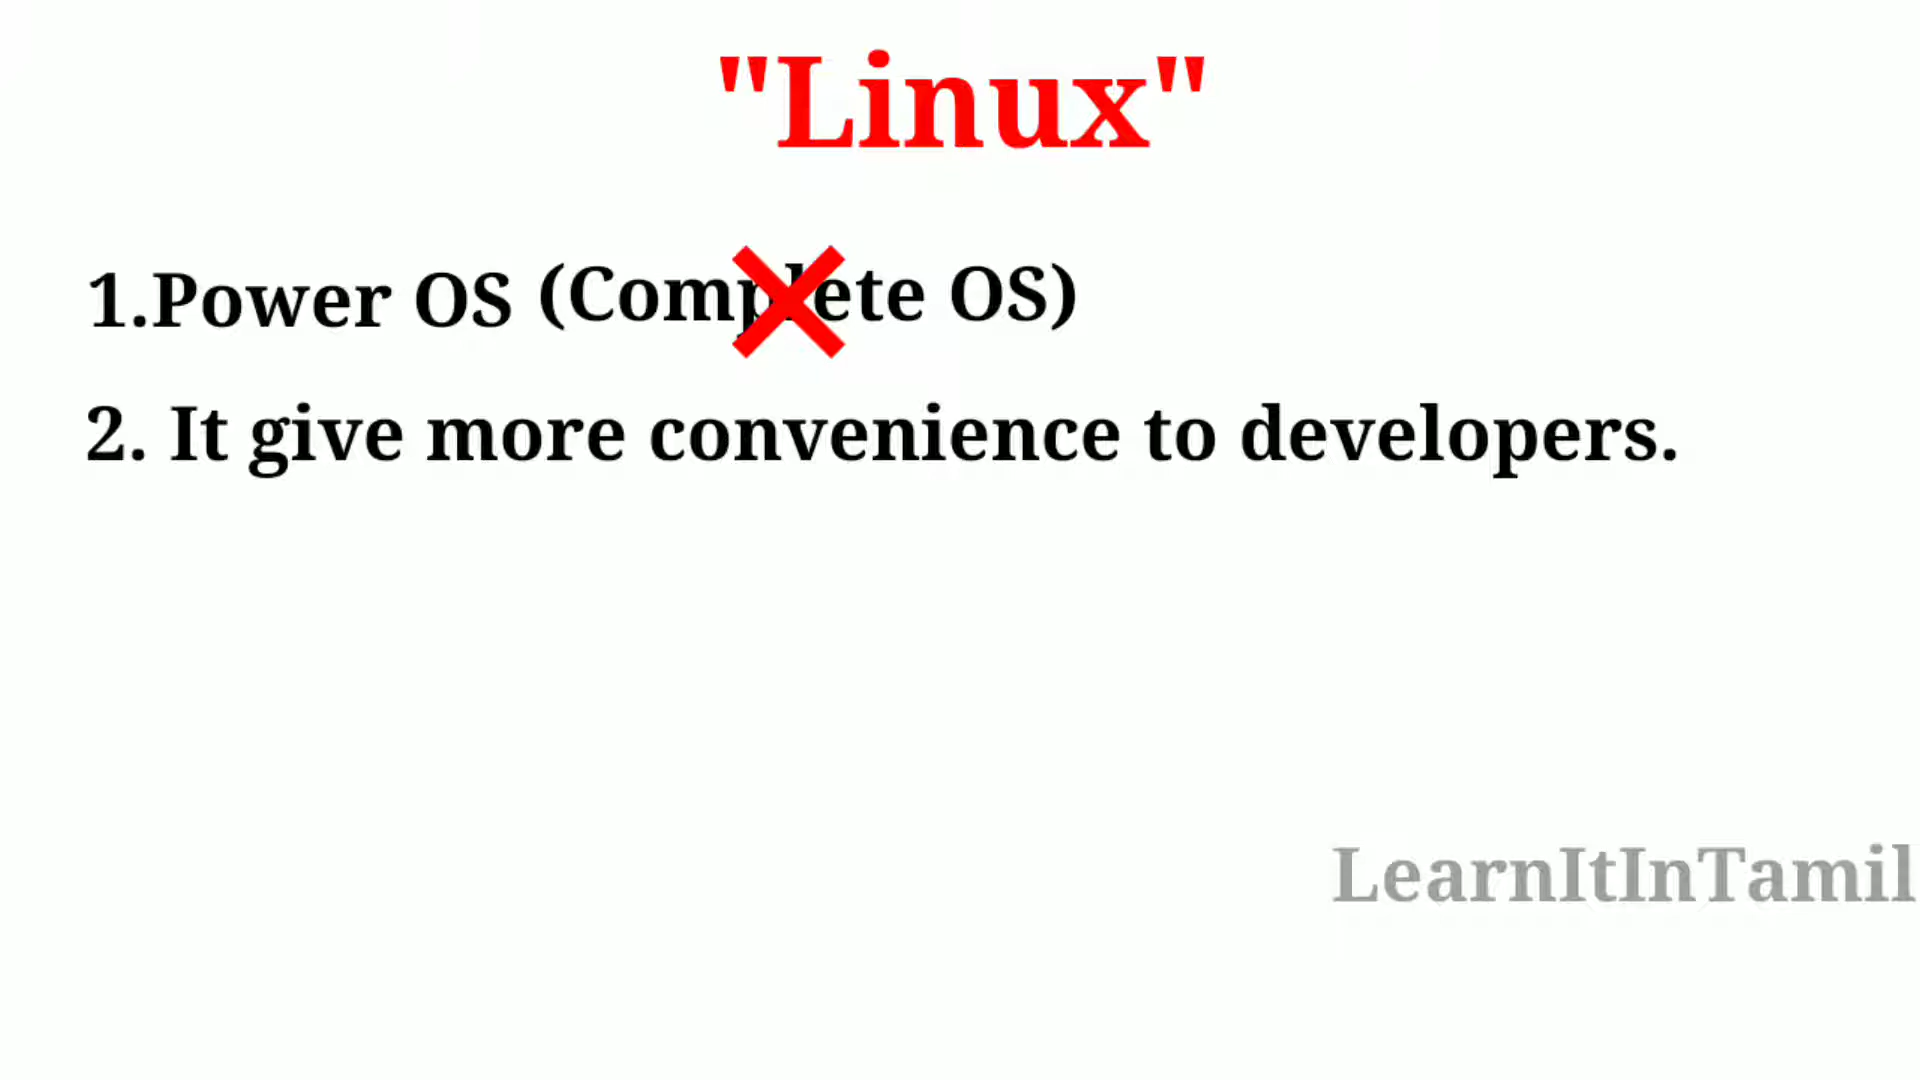 "Linux"
1.Power OS (Complete OS)
2. It give more convenience to developers.
LearnItInTamil